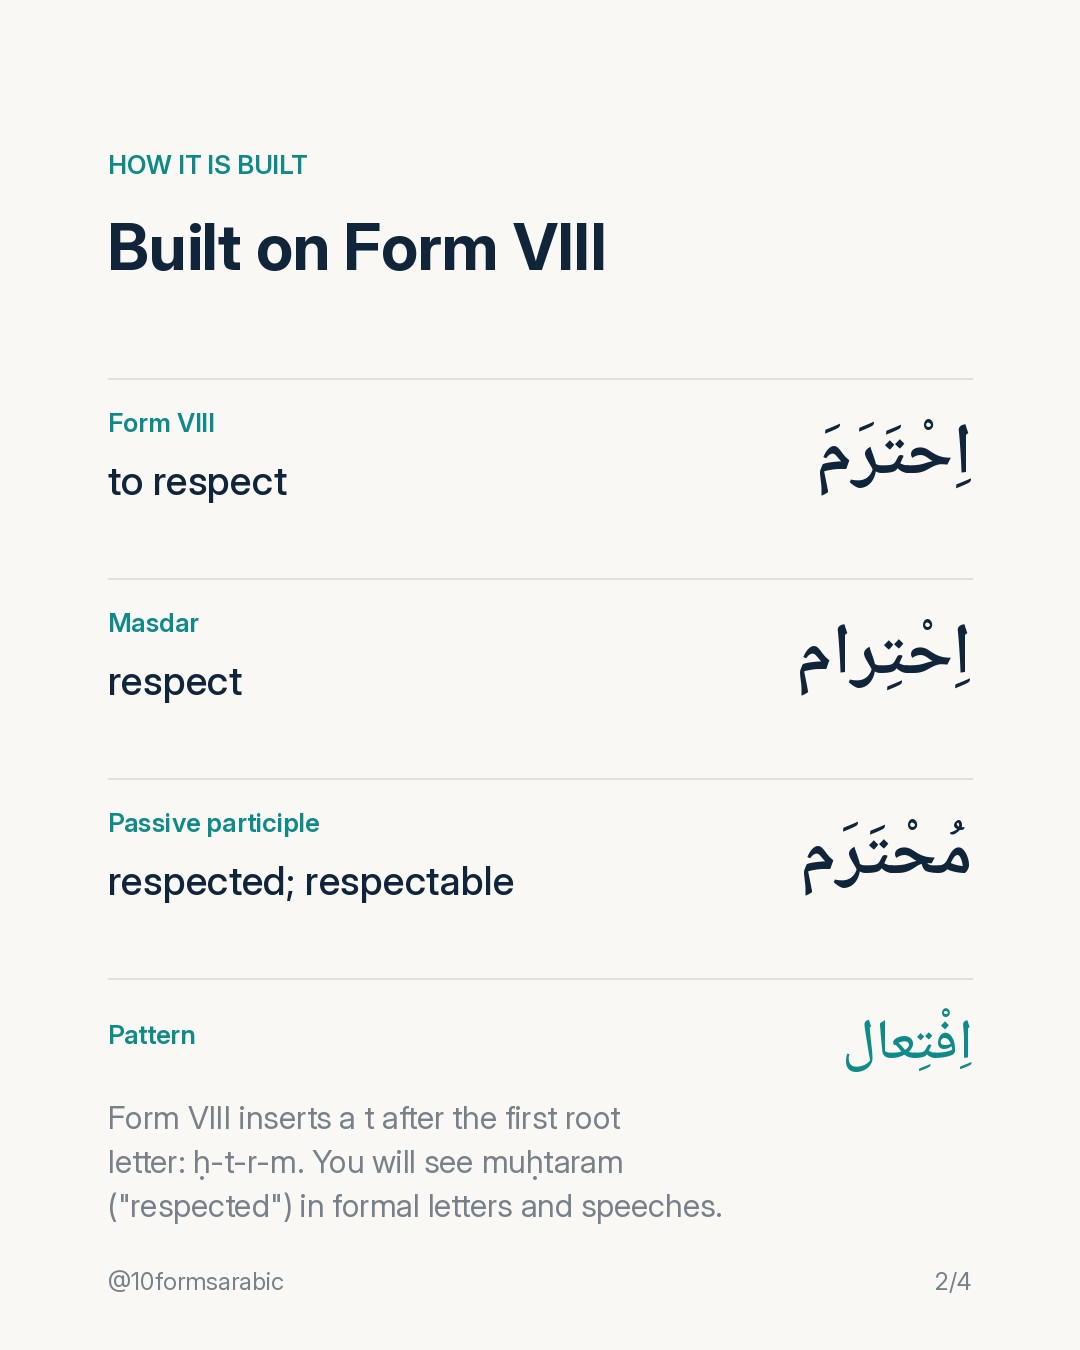 HOW IT IS BUILT
Built on Form VIII
Form VIII
to respect
اِحْتَرَمَ
Masdar
respect
اِحْتِرام
Passive participle
respected; respectable
مُحْتَرَم
Pattern
اِفْتِعال
Form VIII inserts a t after the first root
letter: ḥ-t-r-m. You will see muḥtaram
("respected") in formal letters and speeches.
@10formsarabic
2/4